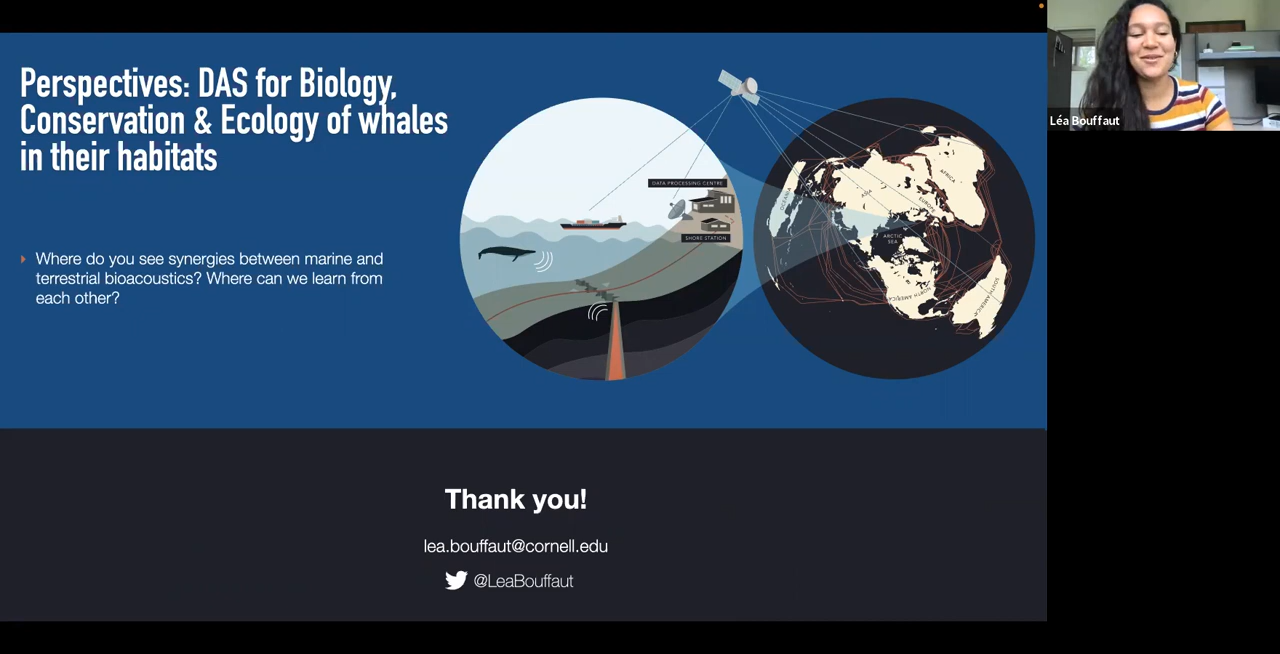 Perspectives: DAS for Biology,
Conservation & Ecology of whales
in their habitats
Where do you see synergies between marine and
terrestrial bioacoustics? Where can we learn from
each other?
DATA PROCESSING CENTRE
SHORE STATION
OCEANIA
ASIA
EUROPE
AFRICA
ARCTIC
SEA
NORTH AMERICA
SOUTH AMERICA
Thank you!
lea.bouffaut@cornell.edu
@LeaBouffaut
Léa Bouffaut